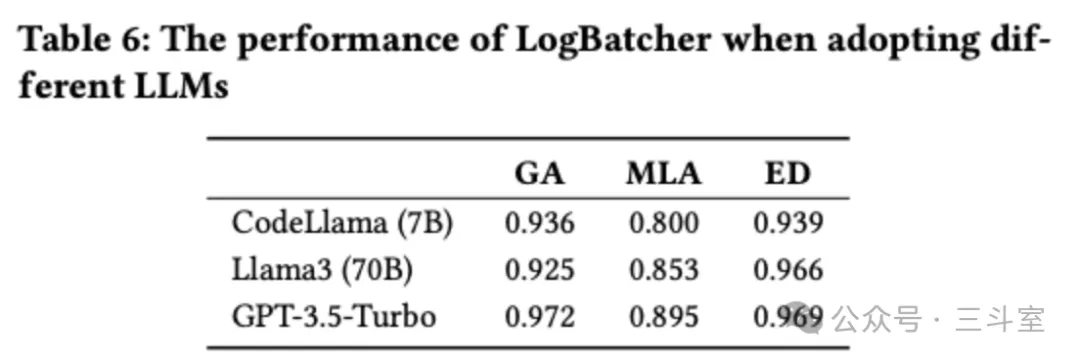 Table 6: The performance of LogBatcher when adopting dif-
ferent LLMs
GA MLA ED
CodeLlama (7B) 0.936 0.800 0.939
Llama3 (70B) 0.925 0.853 0.966
GPT-3.5-Turbo 0.972 0.895 0.969
公众号 · 三斗室